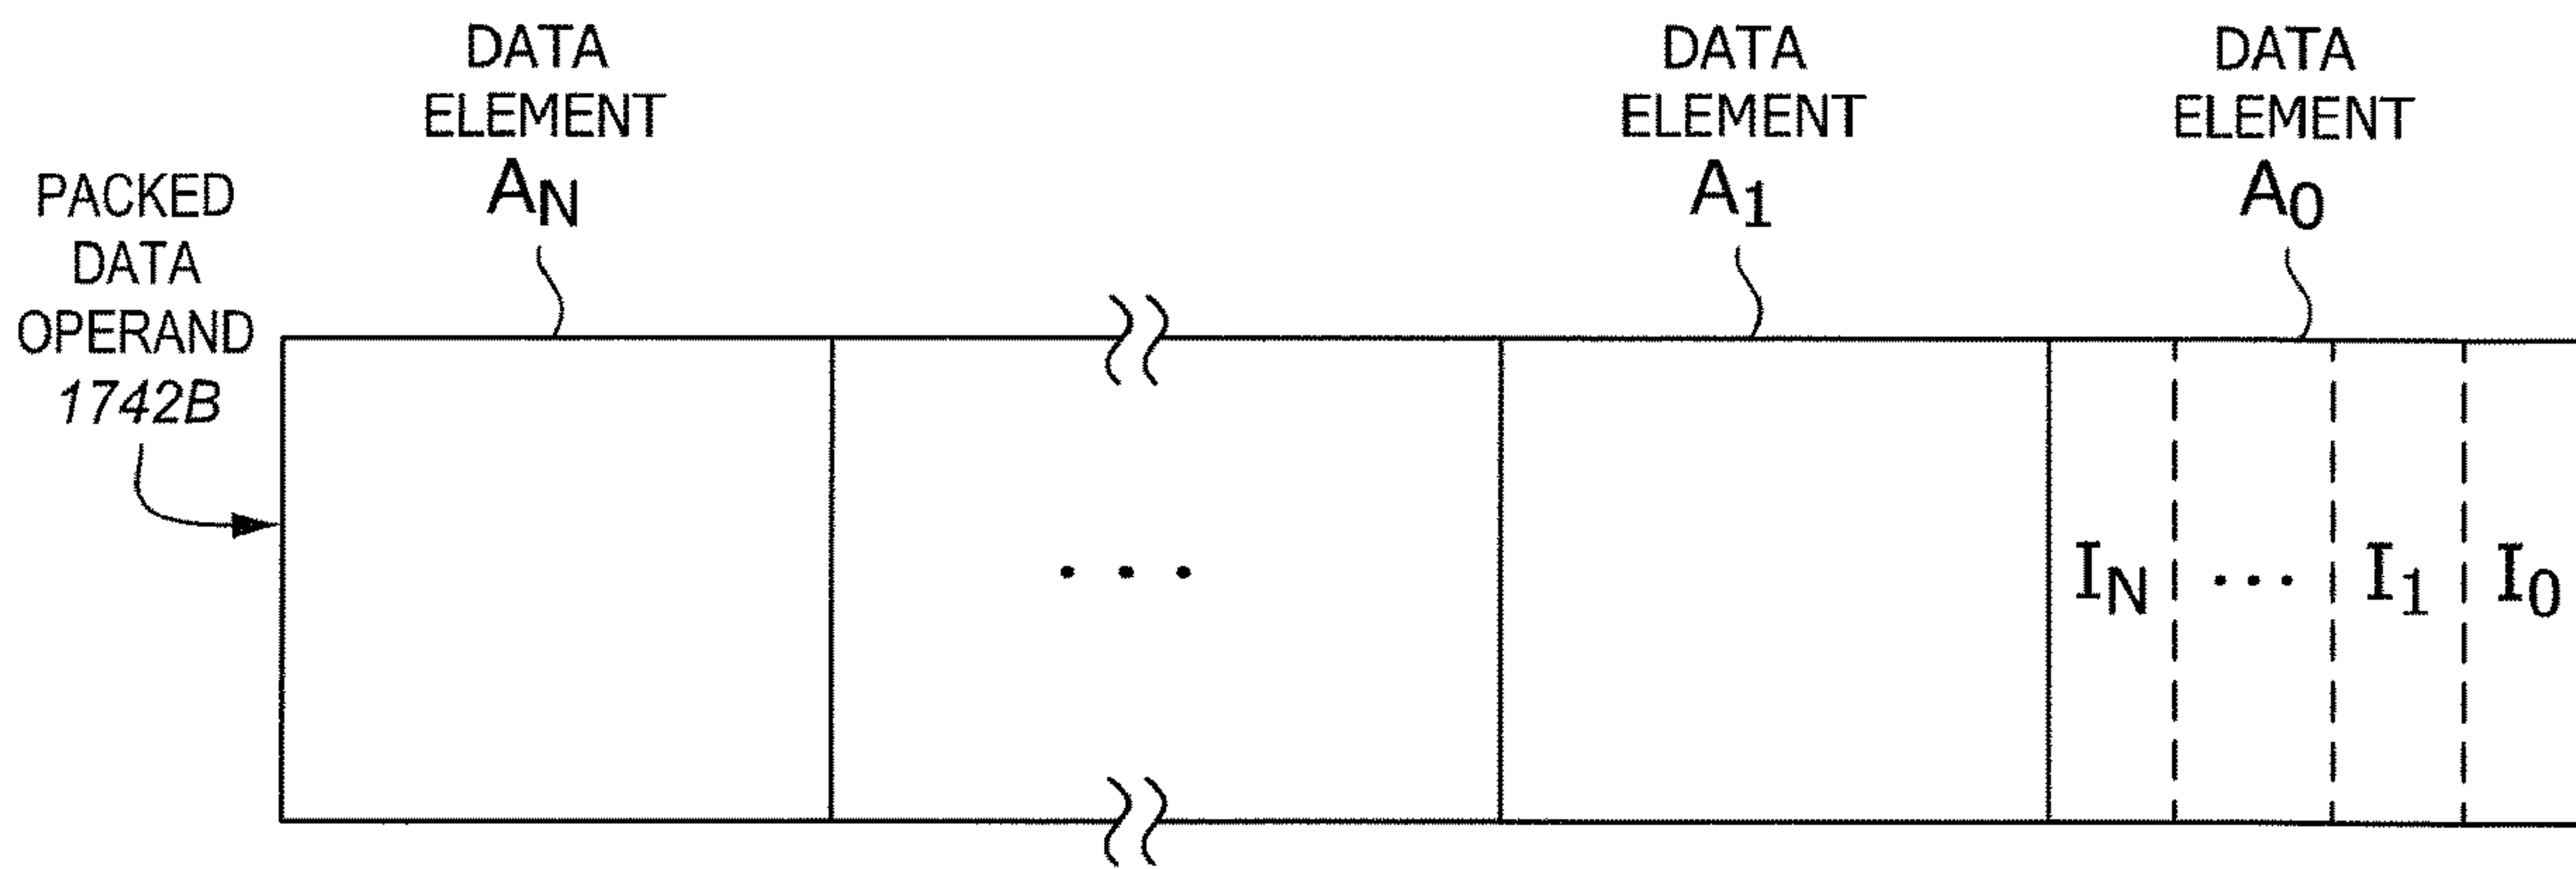 DATA
ELEMENT
A_N
DATA
ELEMENT
A_1
DATA
ELEMENT
A_0
PACKED
DATA
OPERAND
1742B
. . .
I_N ... I_1 I_0